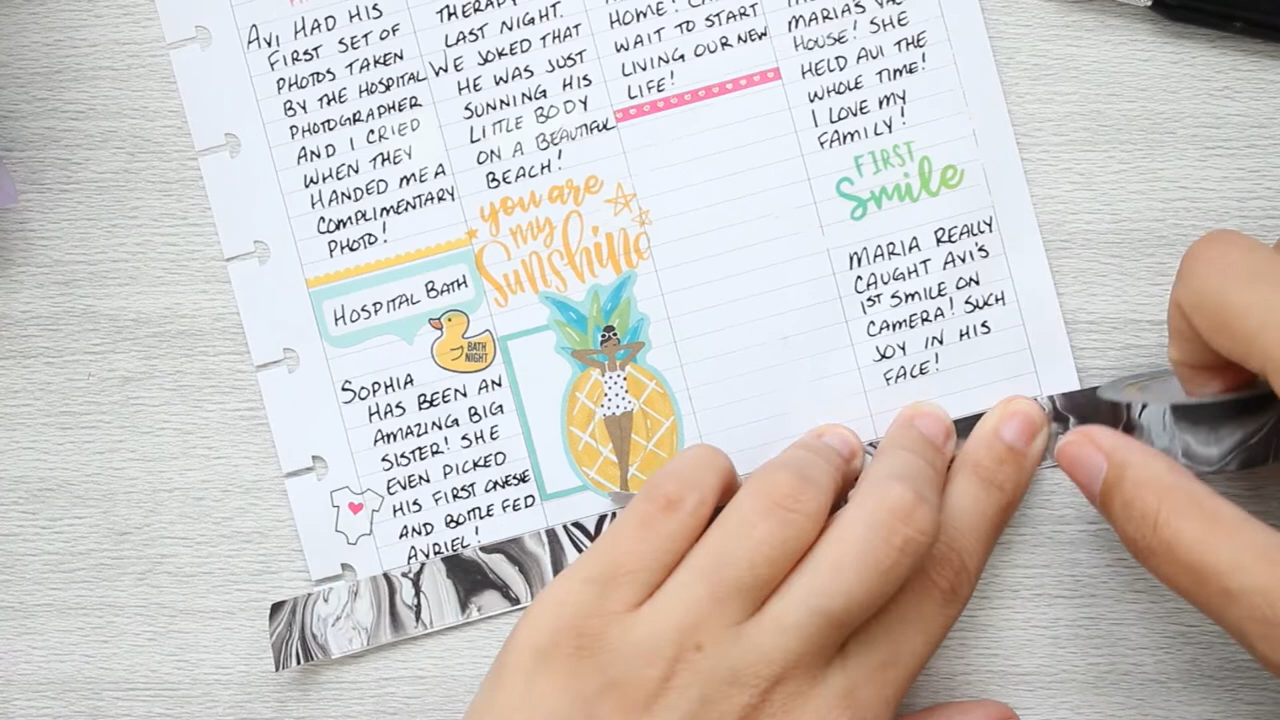 AVI HAD HIS
FIRST SET OF
PHOTOS TAKEN
BY THE HOSPITAL
PHOTOGRAPHER
AND I CRIED
WHEN THEY
HANDED ME A
COMPLIMENTARY
PHOTO!
HOSPITAL BATH
BATH
NIGHT
SOPHIA
HAS BEEN AN
AMAZING BIG
SISTER! SHE
EVEN PICKED
HIS FIRST ONESIE
AND BOTTLE FED
AVRIEL!
THERAPY
LAST NIGHT.
WE JOKED THAT
HE WAS JUST
SUNNING HIS
LITTLE BODY
ON A BEAUTIFUL
BEACH!
you are
my
Sunshine
HOME!
WAIT TO START
LIVING OUR NEW
LIFE!
MARIA'S
HOUSE! SHE
HELD AVI THE
WHOLE TIME!
I LOVE MY
FAMILY!
FIRST
Smile
MARIA REALLY
CAUGHT AVI'S
1ST SMILE ON
CAMERA! SUCH
JOY IN HIS
FACE!